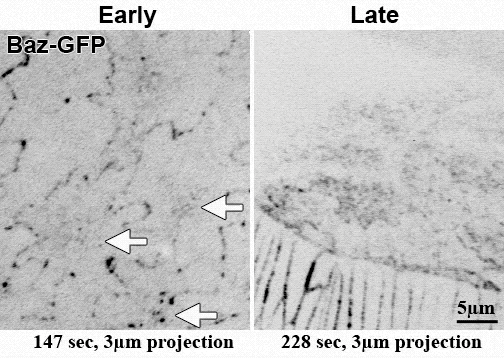 Early
Late
Baz-GFP
5µm
147 sec, 3µm projection
228 sec, 3µm projection